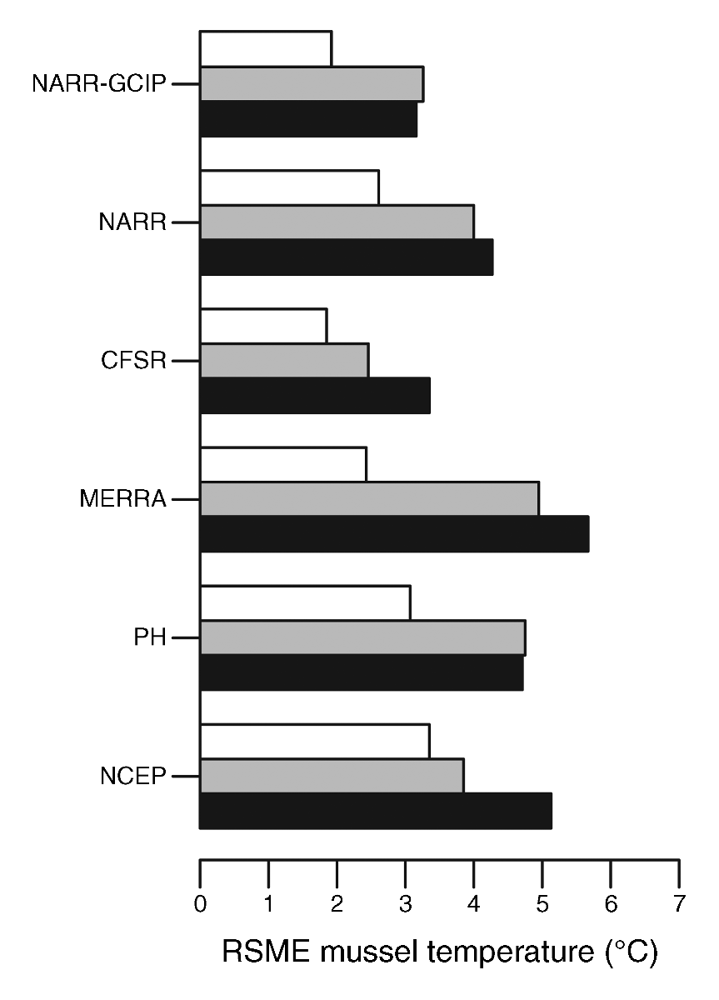 NARR-GCIP
NARR
CFSR
MERRA
PH
NCEP
0 1 2 3 4 5 6 7
RSME mussel temperature (°C)